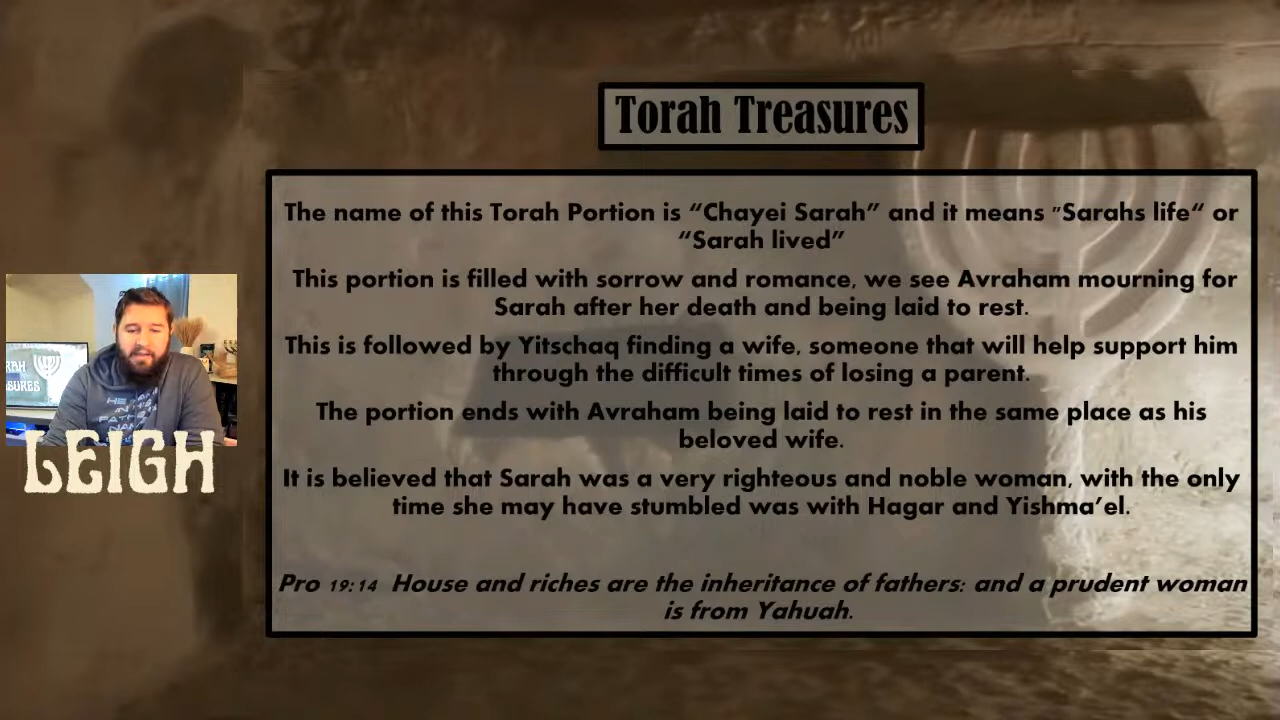 Torah Treasures
The name of this Torah Portion is “Chayei Sarah” and it means "Sarahs life“ or
“Sarah lived”
This portion is filled with sorrow and romance, we see Avraham mourning for
Sarah after her death and being laid to rest.
This is followed by Yitschaq finding a wife, someone that will help support him
through the difficult times of losing a parent.
The portion ends with Avraham being laid to rest in the same place as his
beloved wife.
It is believed that Sarah was a very righteous and noble woman, with the only
time she may have stumbled was with Hagar and Yishma’el.
Pro 19:14 House and riches are the inheritance of fathers: and a prudent woman
is from Yahuah.
LEIGH